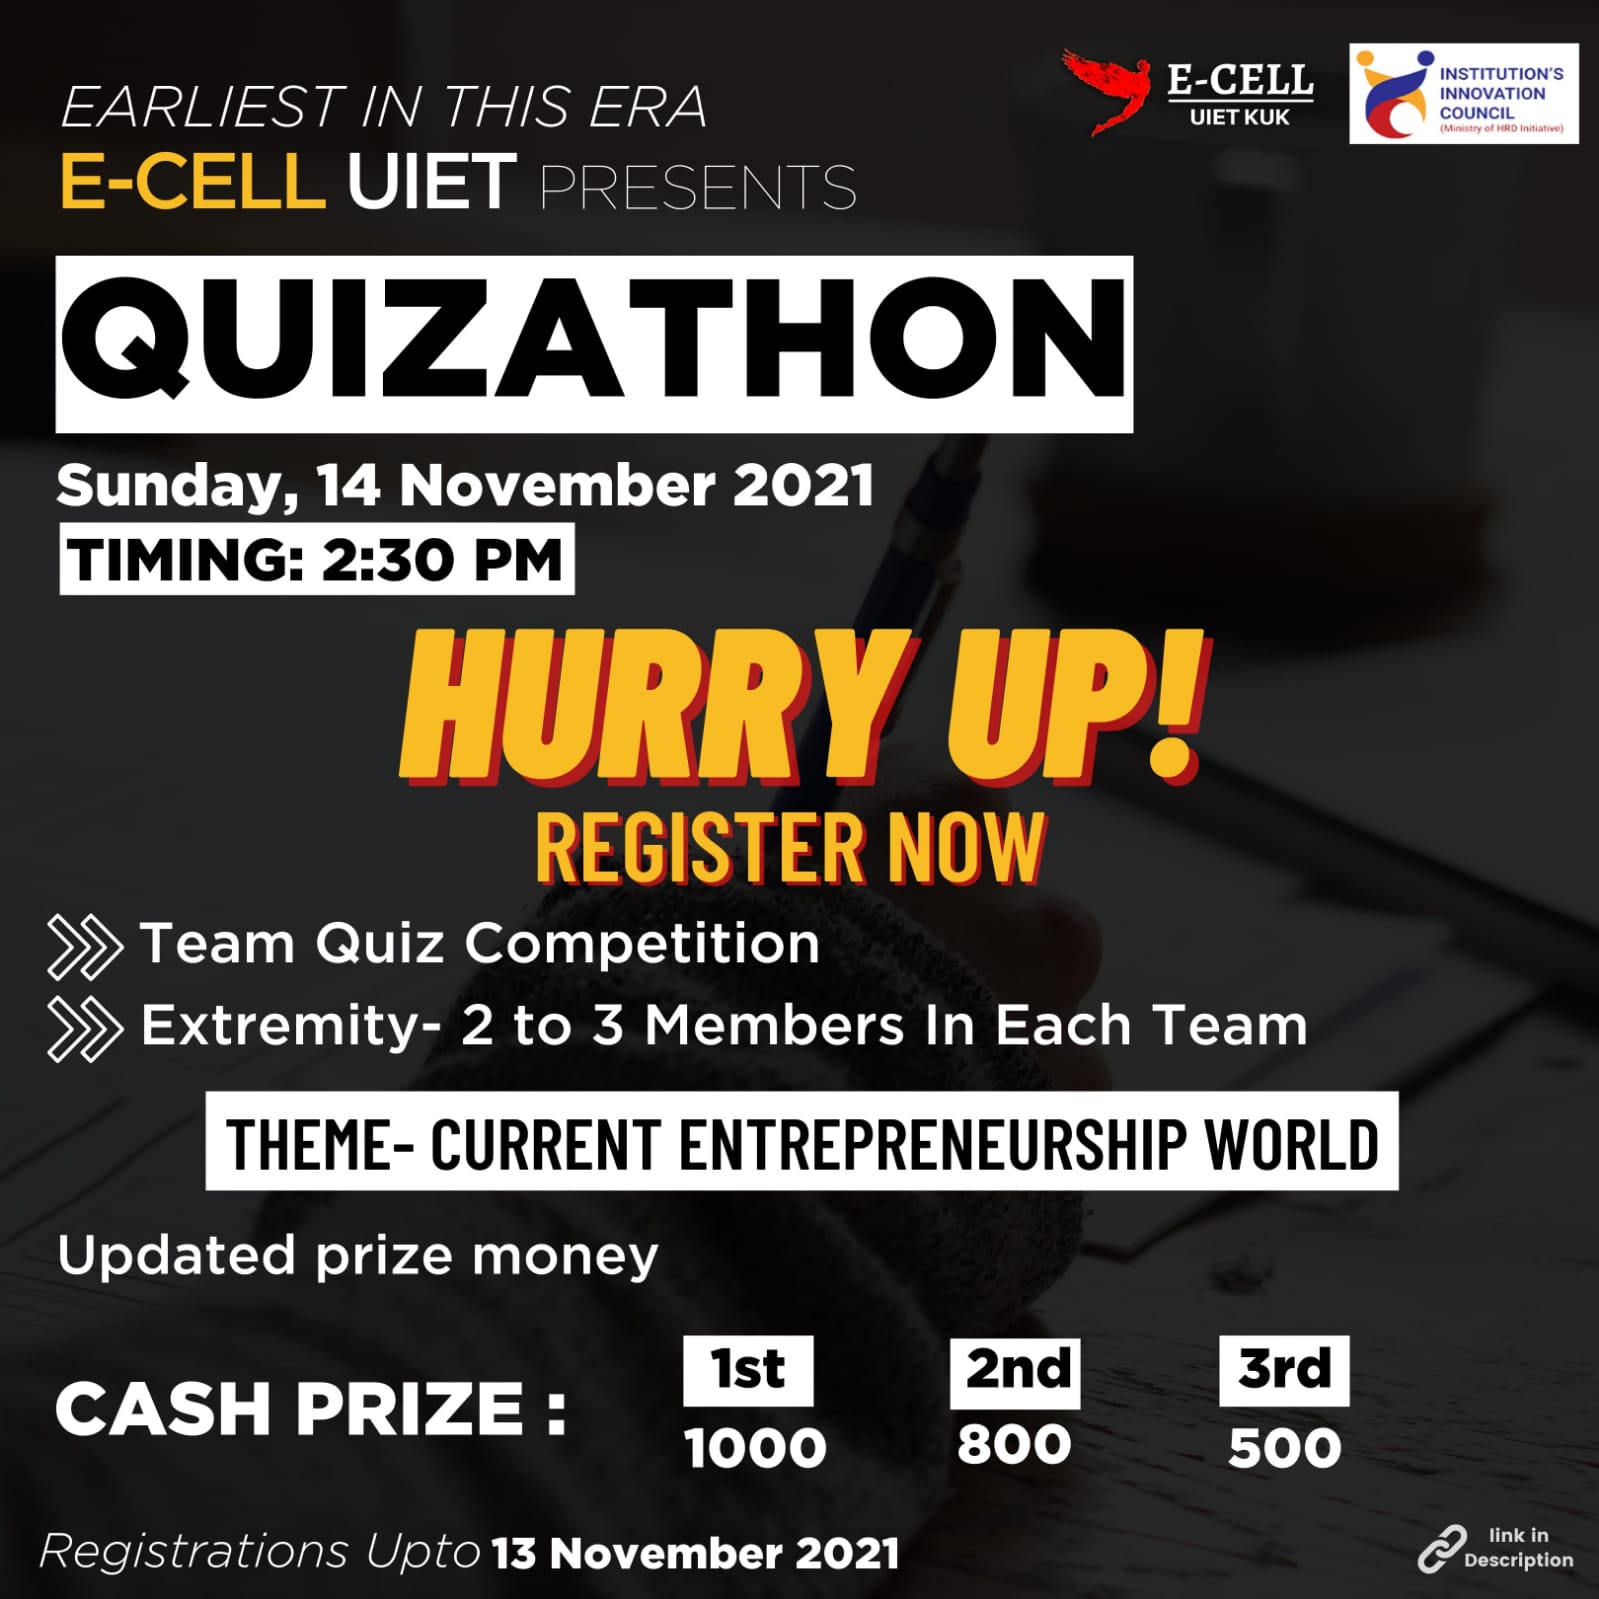 EARLIEST IN THIS ERA
E-CELL UIET PRESENTS
E-CELL
UIET KUK
INSTITUTION'S
INNOVATION
COUNCIL
(Ministry of HRD Initiative)
QUIZATHON
Sunday, 14 November 2021
TIMING: 2:30 PM
HURRY UP!
REGISTER NOW
Team Quiz Competition
Extremity- 2 to 3 Members In Each Team
THEME- CURRENT ENTREPRENEURSHIP WORLD
Updated prize money
CASH PRIZE :
1st 2nd 3rd
1000 800 500
Registrations Upto 13 November 2021
link in
Description